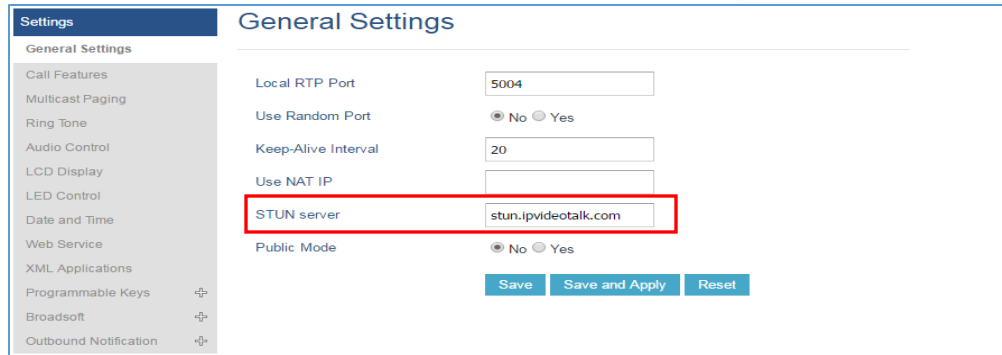 Settings
General Settings
Call Features
Multicast Paging
Ring Tone
Audio Control
LCD Display
LED Control
Date and Time
Web Service
XML Applications
Programmable Keys
Broadsoft
Outbound Notification
General Settings
Local RTP Port 5004
Use Random Port No Yes
Keep-Alive Interval 20
Use NAT IP
STUN server stun.ipvideotalk.com
Public Mode No Yes
Save Save and Apply Reset